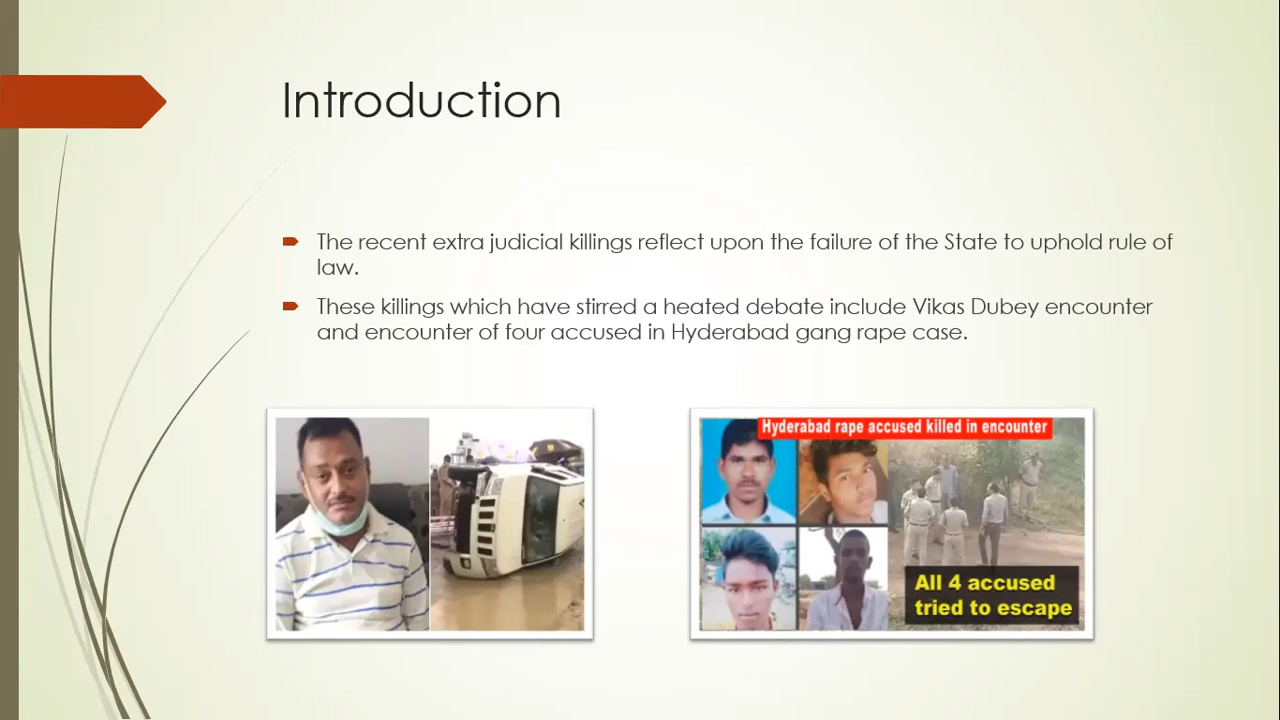 Introduction
The recent extra judicial killings reflect upon the failure of the State to uphold rule of
law.
These killings which have stirred a heated debate include Vikas Dubey encounter
and encounter of four accused in Hyderabad gang rape case.
Hyderabad rape accused killed in encounter
All 4 accused
tried to escape